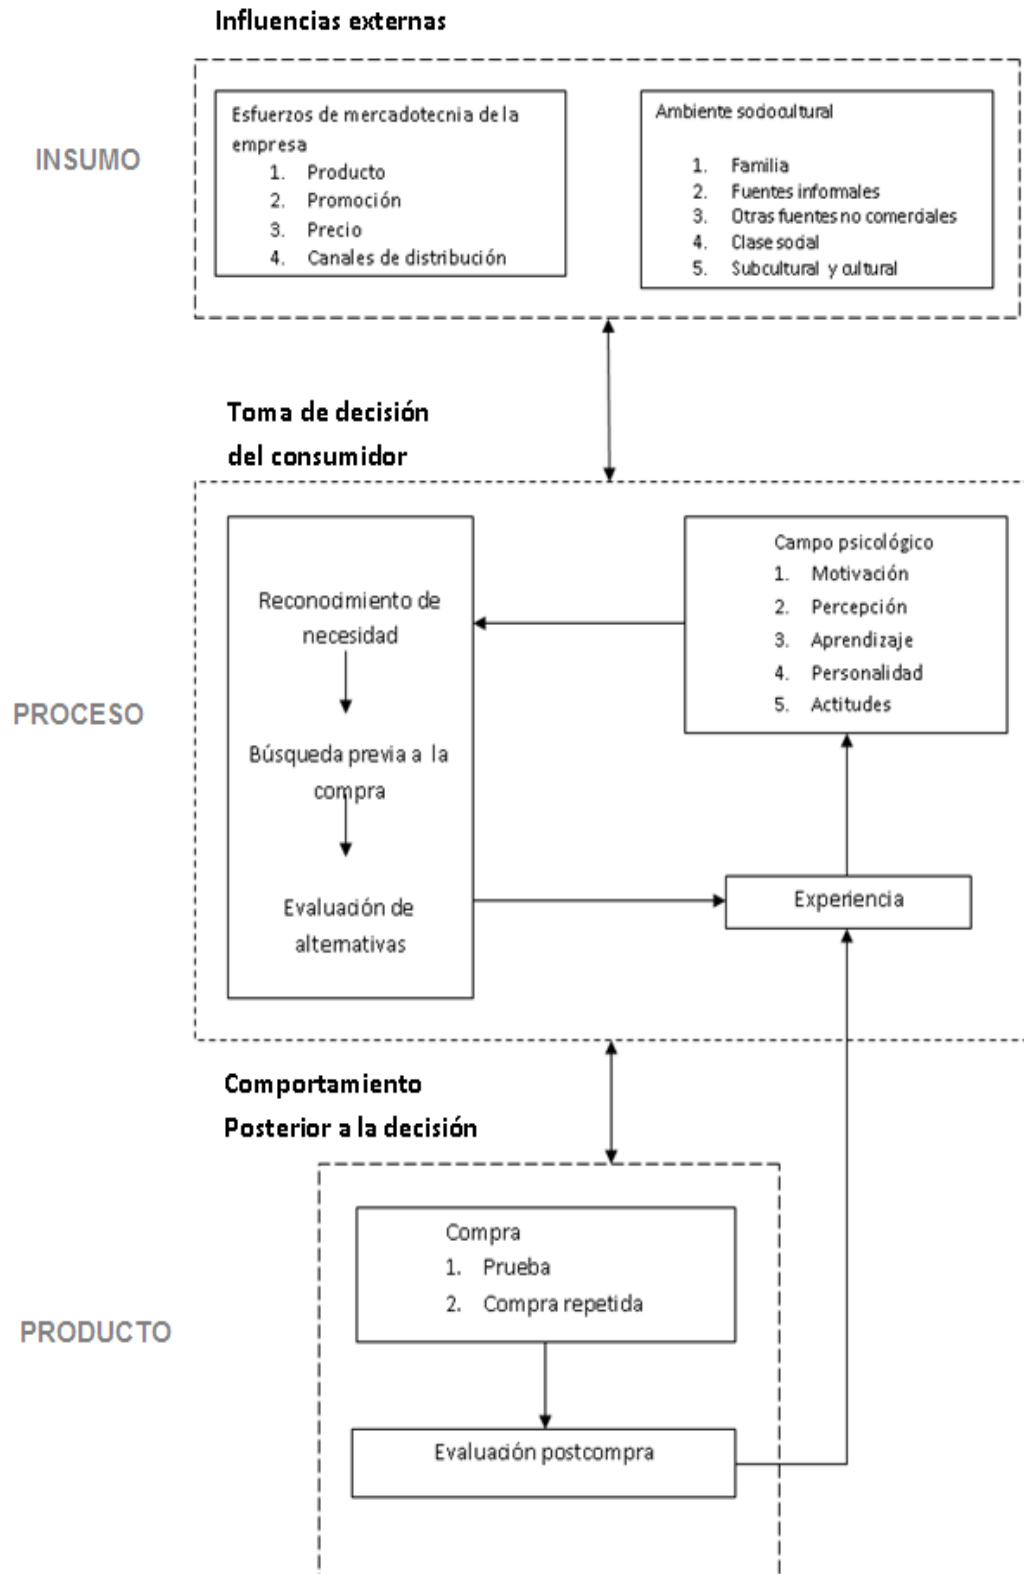 Influencias externas
INSUMO
Esfuerzos de mercadotecnia de la
empresa
1. Producto
2. Promoción
3. Precio
4. Canales de distribución
Ambiente sociocultural
1. Familia
2. Fuentes informales
3. Otras fuentes no comerciales
4. Clase social
5. Subcultural y cultural
Toma de decisión
del consumidor
PROCESO
Reconocimiento de
necesidad
Búsqueda previa a la
compra
Evaluación de
alternativas
Campo psicológico
1. Motivación
2. Percepción
3. Aprendizaje
4. Personalidad
5. Actitudes
Experiencia
Comportamiento
Posterior a la decisión
PRODUCTO
Compra
1. Prueba
2. Compra repetida
Evaluación postcompra